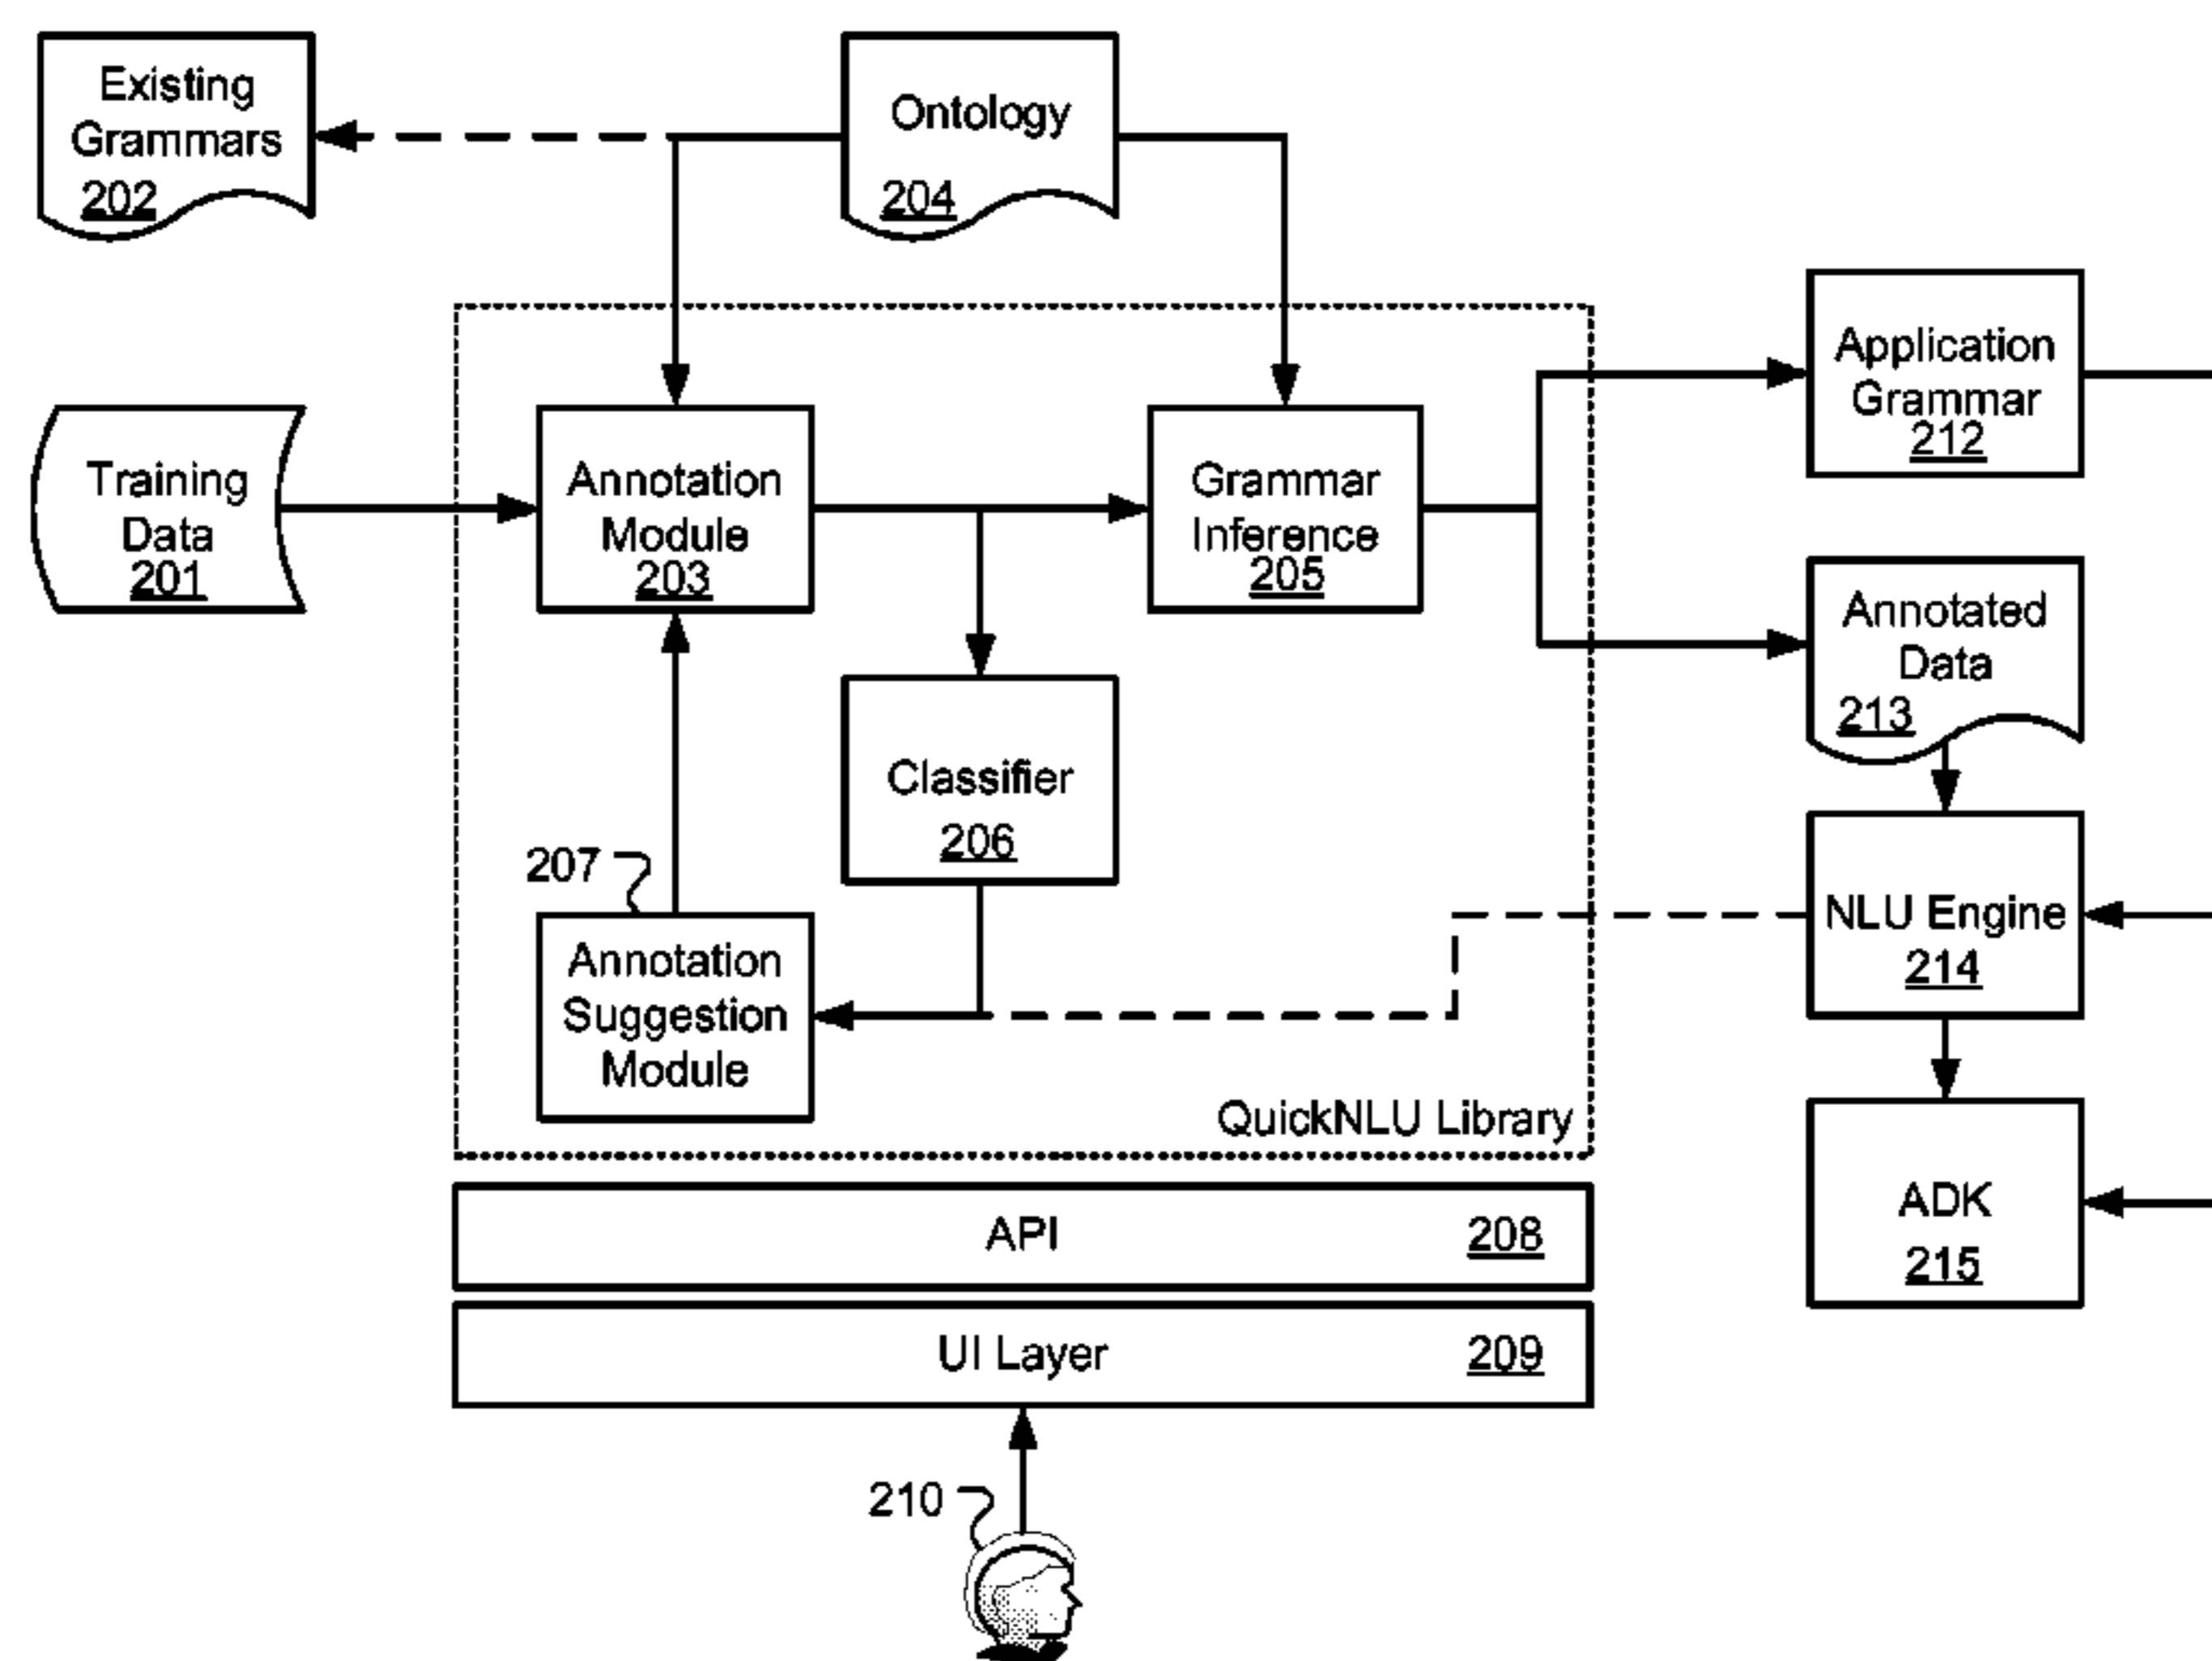 Existing
Grammars
202
Ontology
204
Application
Grammar
212
Training
Data
201
Annotation
Module
203
Grammar
Inference
205
Annotated
Data
213
Classifier
206
207
Annotation
Suggestion
Module
NLU Engine
214
QuickNLU Library
ADK
215
API 208
UI Layer 209
210